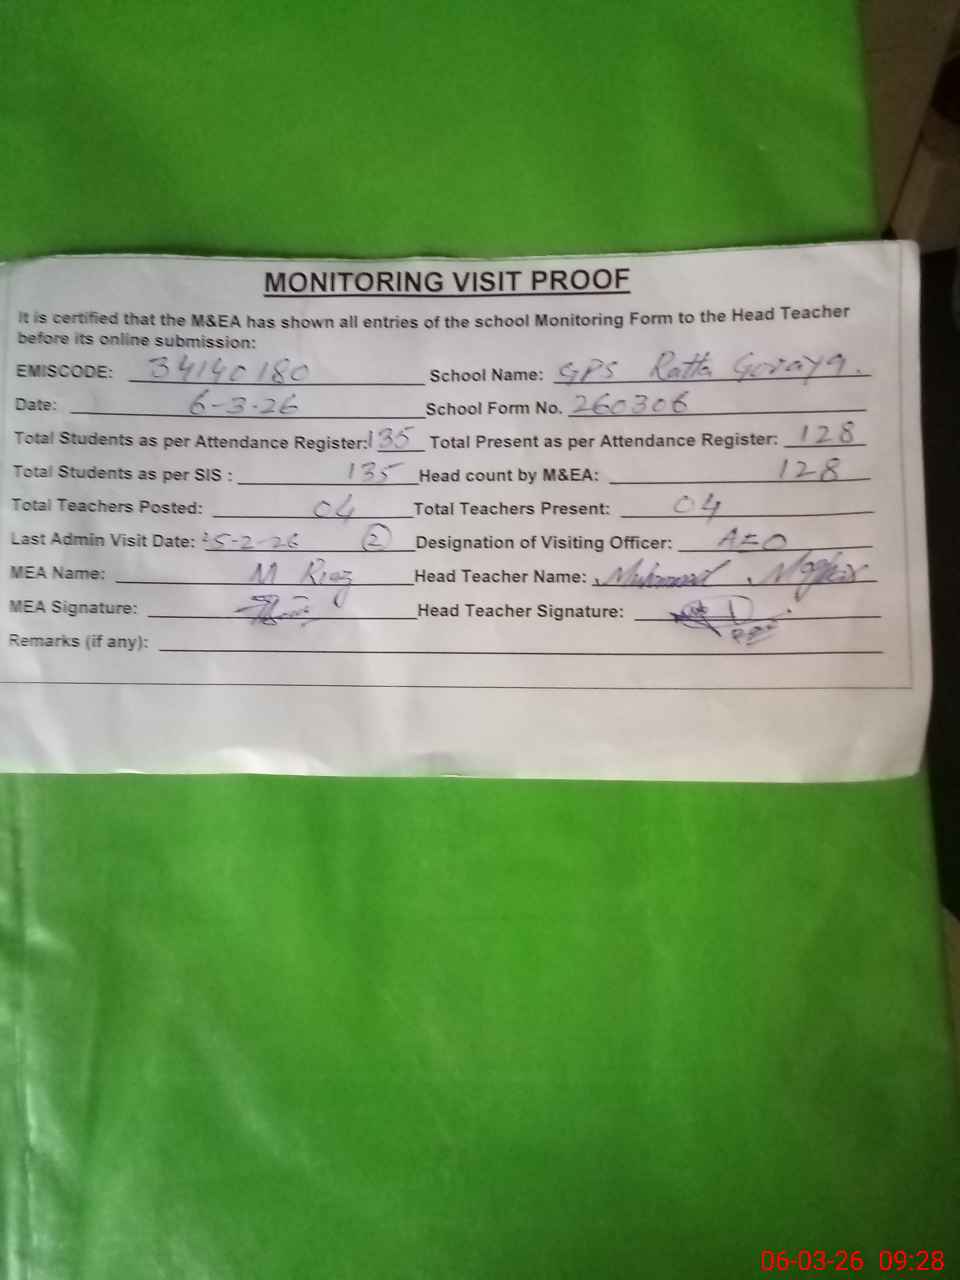 MONITORING VISIT PROOF
It is certified that the M&EA has shown all entries of the school Monitoring Form to the Head Teacher
before its online submission:
EMISCODE: 34140180 School Name: GPS Ratta Goraya.
Date: 6-3-26 School Form No. 260306
Total Students as per Attendance Register: 135 Total Present as per Attendance Register: 128
Total Students as per SIS : 135 Head count by M&EA: 128
Total Teachers Posted: 04 Total Teachers Present: 04
Last Admin Visit Date: 25-2-26 (2) Designation of Visiting Officer: AEO
MEA Name: M Riaz Head Teacher Name: Muhammad
MEA Signature: Head Teacher Signature:
Remarks (if any):
06-03-26 09:28